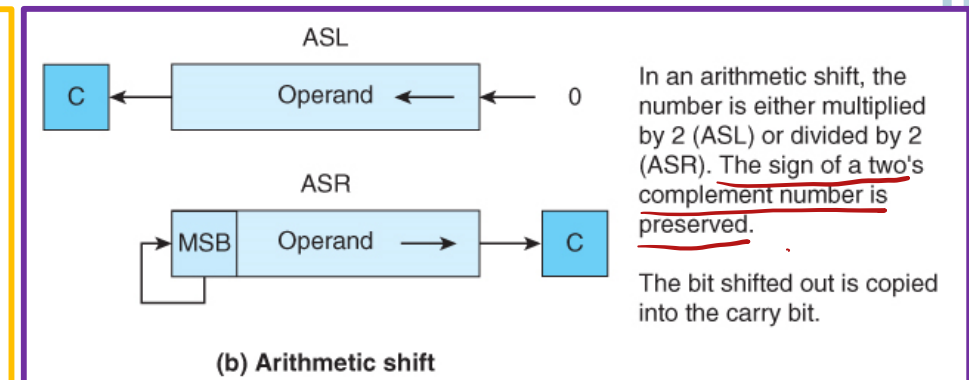 ASL
C
Operand
0
ASR
MSB
Operand
C
(b) Arithmetic shift
In an arithmetic shift, the
number is either multiplied
by 2 (ASL) or divided by 2
(ASR). The sign of a two's
complement number is
preserved.
The bit shifted out is copied
into the carry bit.